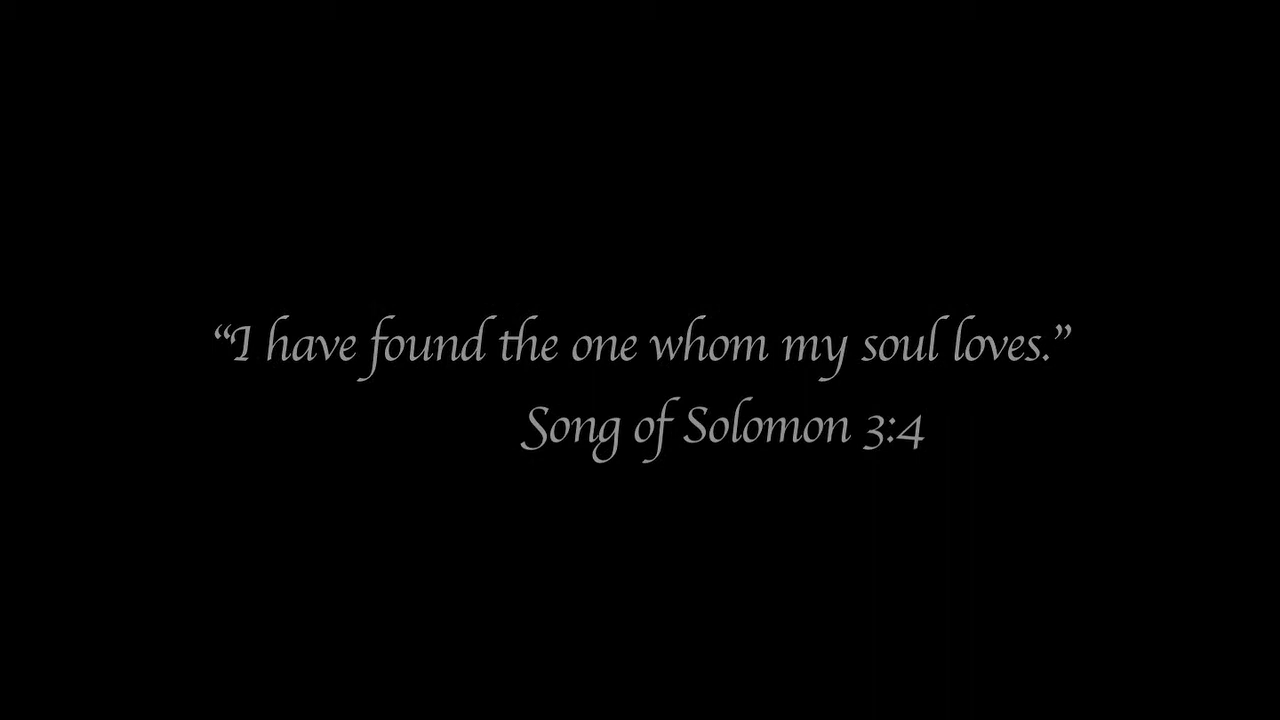 “I have found the one whom my soul loves.”
Song of Solomon 3:4